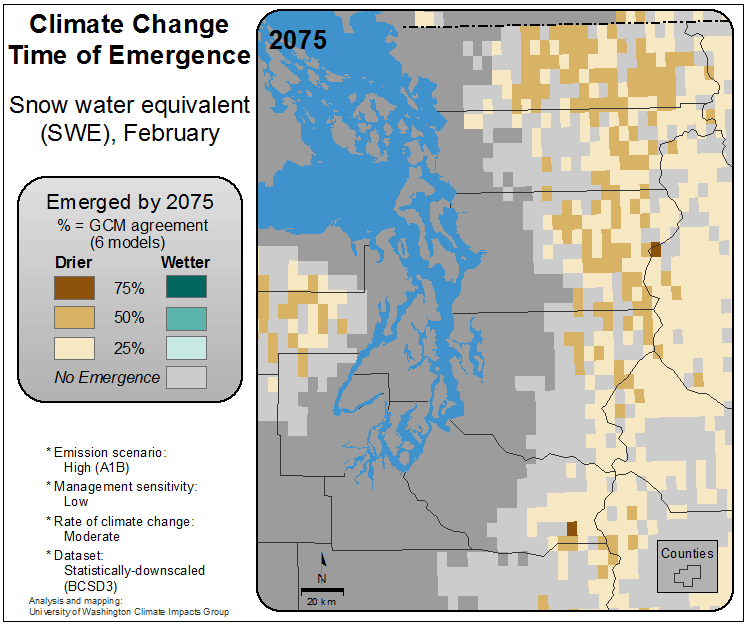 Climate Change
Time of Emergence
Snow water equivalent
(SWE), February
Emerged by 2075
% = GCM agreement
(6 models)
Drier Wetter
75%
50%
25%
No Emergence
* Emission scenario:
High (A1B)
* Management sensitivity:
Low
* Rate of climate change:
Moderate
* Dataset:
Statistically-downscaled
(BCSD3)
Analysis and mapping:
University of Washington Climate Impacts Group
2075
N
20 km
Counties